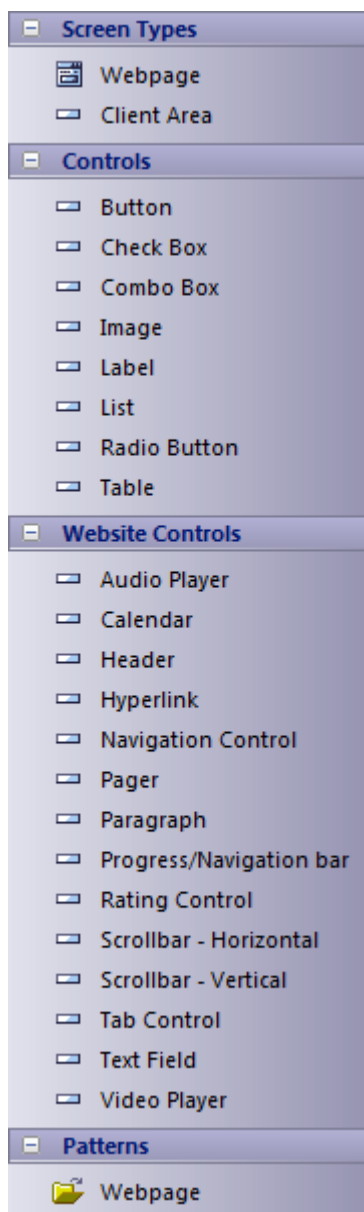 Screen Types
Webpage
Client Area
Controls
Button
Check Box
Combo Box
Image
Label
List
Radio Button
Table
Website Controls
Audio Player
Calendar
Header
Hyperlink
Navigation Control
Pager
Paragraph
Progress/Navigation bar
Rating Control
Scrollbar - Horizontal
Scrollbar - Vertical
Tab Control
Text Field
Video Player
Patterns
Webpage